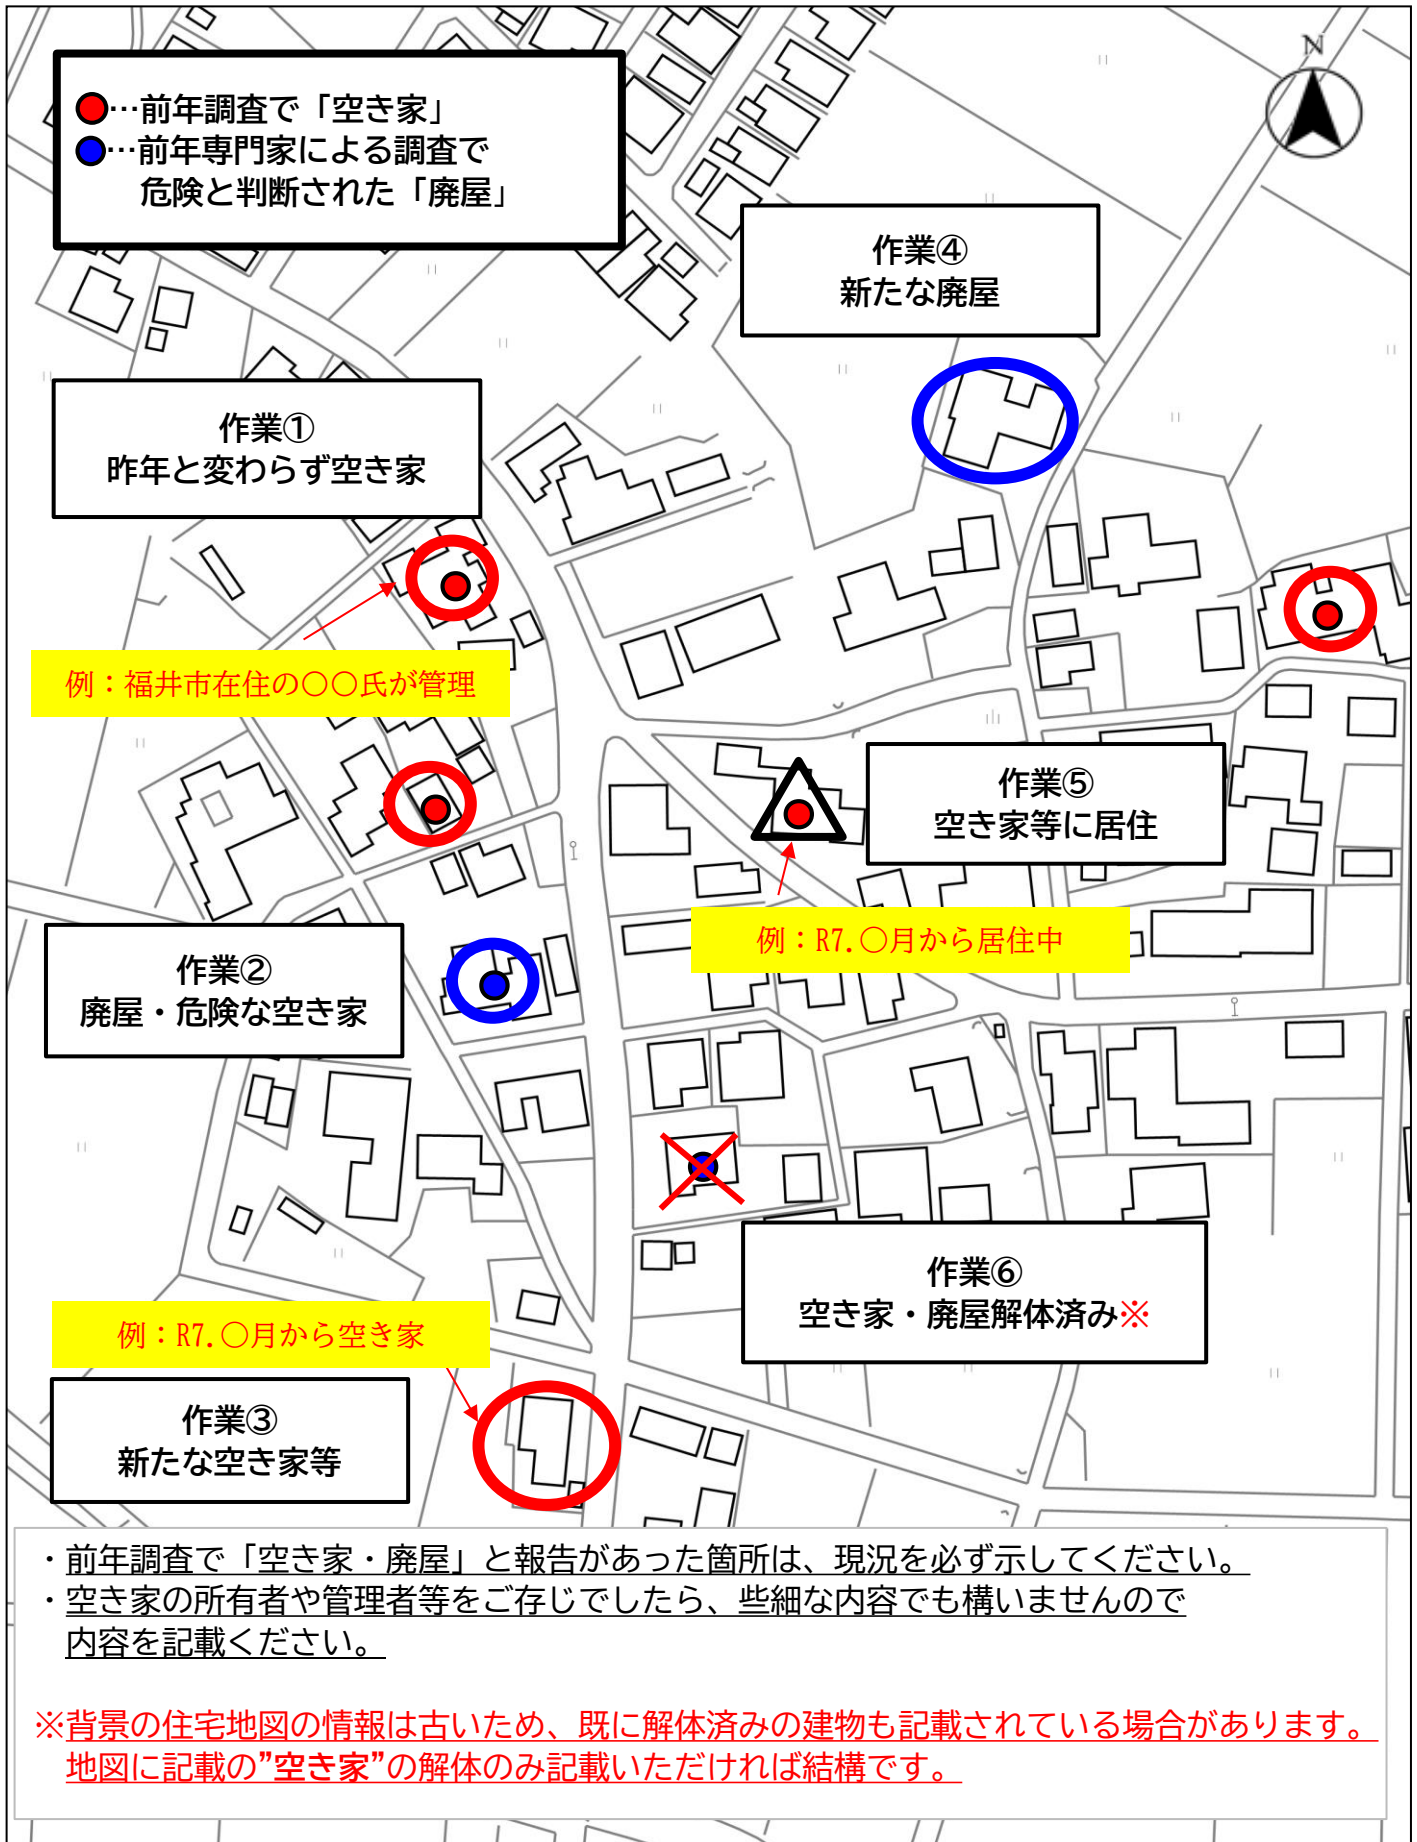 ●…前年調査で「空き家」
●…前年専門家による調査で
危険と判断された「廃屋」
N
作業④
新たな廃屋
作業①
昨年と変わらず空き家
例：福井市在住の〇〇氏が管理
作業⑤
空き家等に居住
例：R7.〇月から居住中
作業②
廃屋・危険な空き家
作業⑥
空き家・廃屋解体済み※
例：R7.〇月から空き家
作業③
新たな空き家等
・前年調査で「空き家・廃屋」と報告があった箇所は、現況を必ず示してください。
・空き家の所有者や管理者等をご存じでしたら、些細な内容でも構いませんので
内容を記載ください。
※背景の住宅地図の情報は古いため、既に解体済みの建物も記載されている場合があります。
地図に記載の”空き家”の解体のみ記載いただければ結構です。